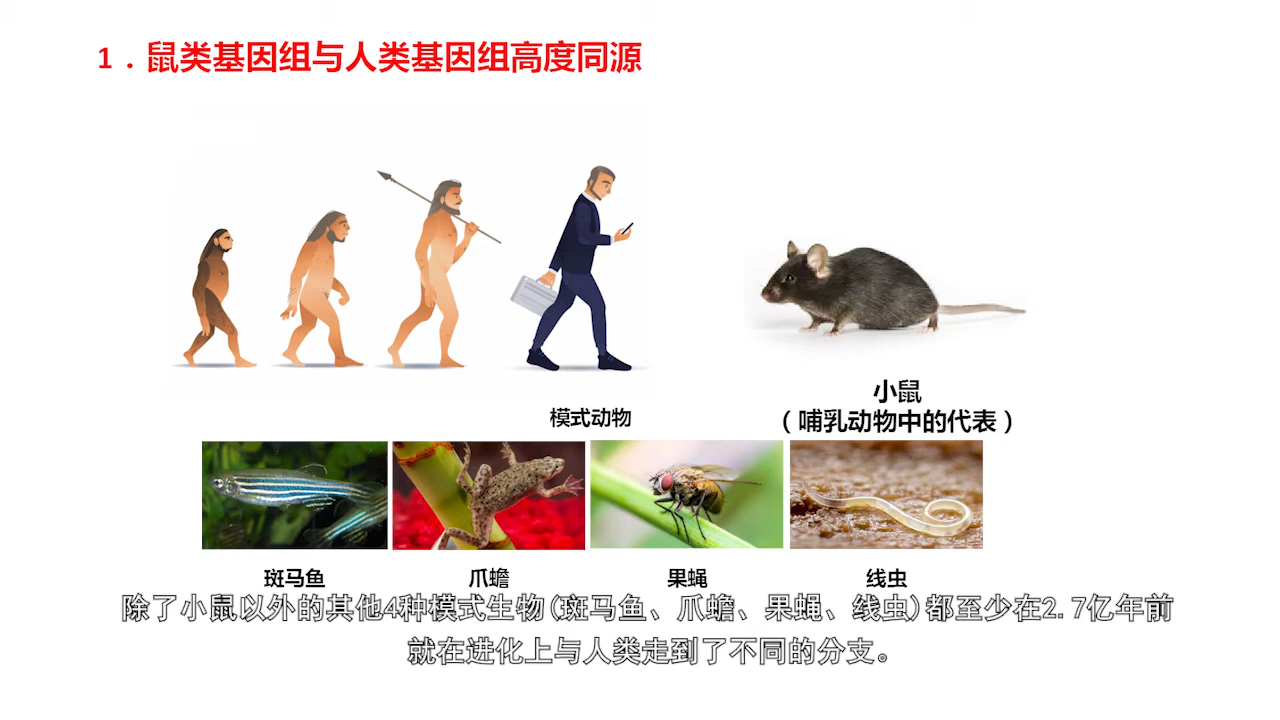 1．鼠类基因组与人类基因组高度同源
小鼠
（哺乳动物中的代表）
模式动物
斑马鱼
爪蟾
果蝇
线虫
除了小鼠以外的其他4种模式生物(斑马鱼、爪蟾、果蝇、线虫)都至少在2.7亿年前
就在进化上与人类走到了不同的分支。